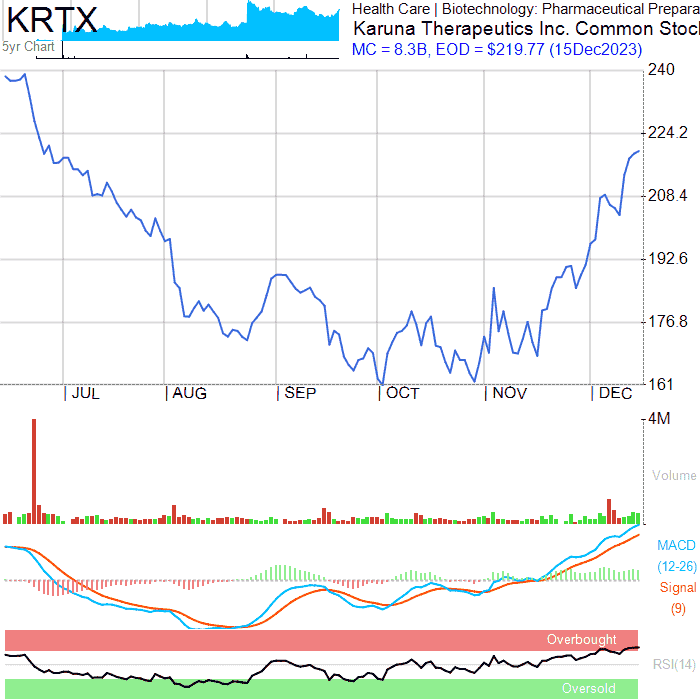 KRTX
5yr Chart
Health Care | Biotechnology: Pharmaceutical Prepara
Karuna Therapeutics Inc. Common Stoc
MC = 8.3B, EOD = $219.77 (15Dec2023)
240
224.2
208.4
192.6
176.8
161
JUL AUG SEP OCT NOV DEC
4M
Volume
MACD
(12-26)
Signal
(9)
Overbought
RSI(14)
Oversold